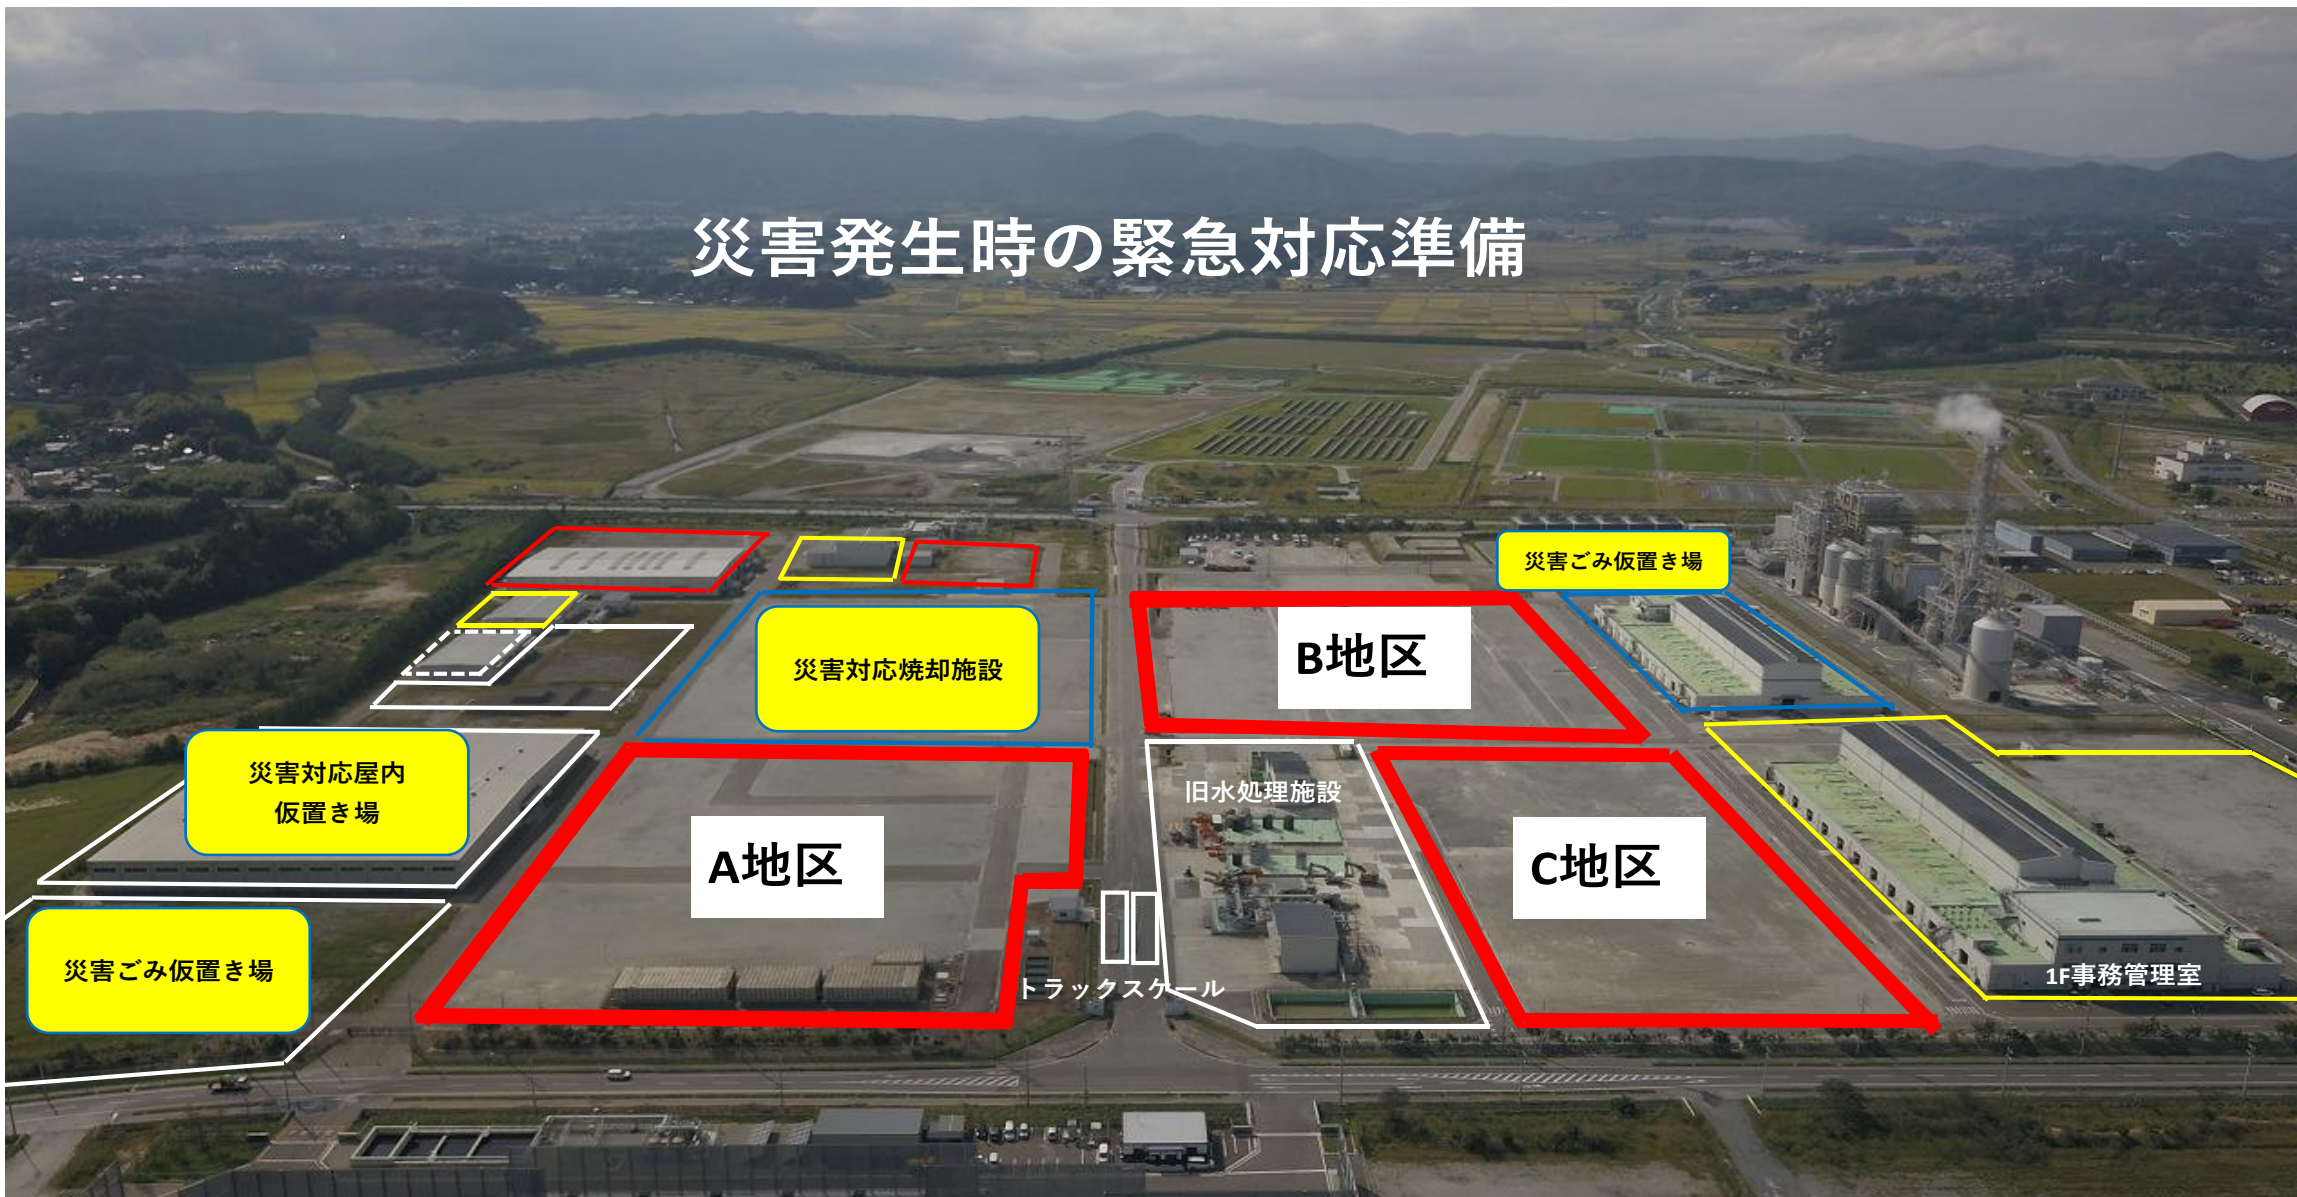 災害発生時の緊急対応準備
災害ごみ仮置き場
B地区
災害対応焼却施設
災害対応屋内
仮置き場
旧水処理施設
A地区
C地区
災害ごみ仮置き場
トラックスケール
1F事務管理室